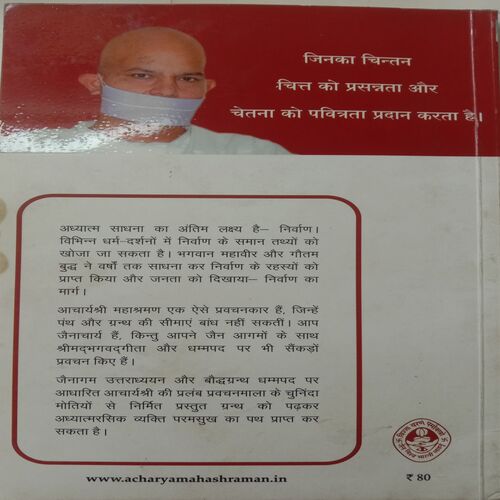 जिनका चिन्तन
चित्त को प्रसन्नता और
चेतना को पवित्रता प्रदान करता है।
अध्यात्म साधना का अंतिम लक्ष्य है– निर्वाण।
विभिन्न धर्म-दर्शनों में निर्वाण के समान तथ्यों को
खोजा जा सकता है। भगवान महावीर और गौतम
बुद्ध ने वर्षों तक साधना कर निर्वाण के रहस्यों को
प्राप्त किया और जनता को दिखाया– निर्वाण का
मार्ग।
आचार्यश्री महाश्रमण एक ऐसे प्रवचनकार हैं, जिन्हें
पंथ और ग्रन्थ की सीमाएं बांध नहीं सकतीं। आप
जैनाचार्य हैं, किन्तु आपने जैन आगमों के साथ
श्रीमद्भगवद्गीता और धम्मपद पर भी सैंकड़ों
प्रवचन किए हैं।
जैनागम उत्तराध्ययन और बौद्धग्रन्थ धम्मपद पर
आधारित आचार्यश्री की प्रलंब प्रवचनमाला के चुनिंदा
मोतियों से निर्मित प्रस्तुत ग्रन्थ को पढ़कर
अध्यात्मरसिक व्यक्ति परमसुख का पथ प्राप्त कर
सकता है।
www.acharyamahashraman.in
₹ 80